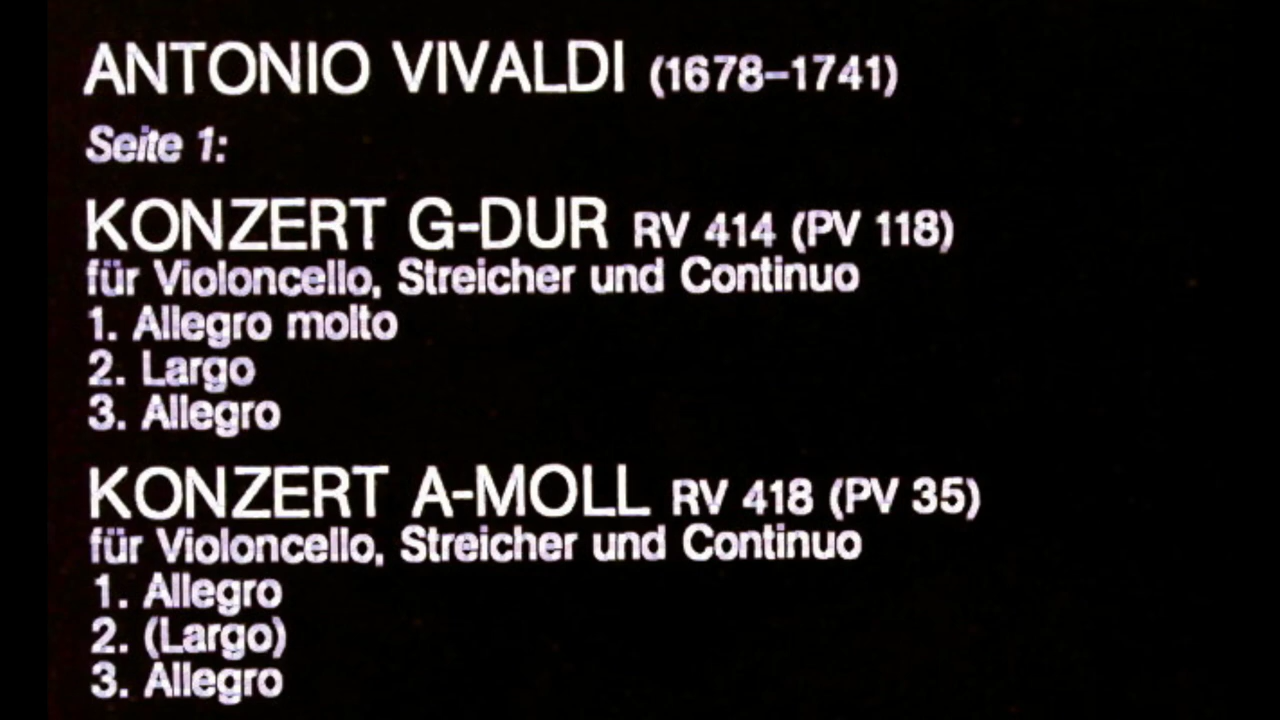 ANTONIO VIVALDI (1678–1741)
Seite 1:
KONZERT G-DUR RV 414 (PV 118)
für Violoncello, Streicher und Continuo
1. Allegro molto
2. Largo
3. Allegro
KONZERT A-MOLL RV 418 (PV 35)
für Violoncello, Streicher und Continuo
1. Allegro
2. (Largo)
3. Allegro